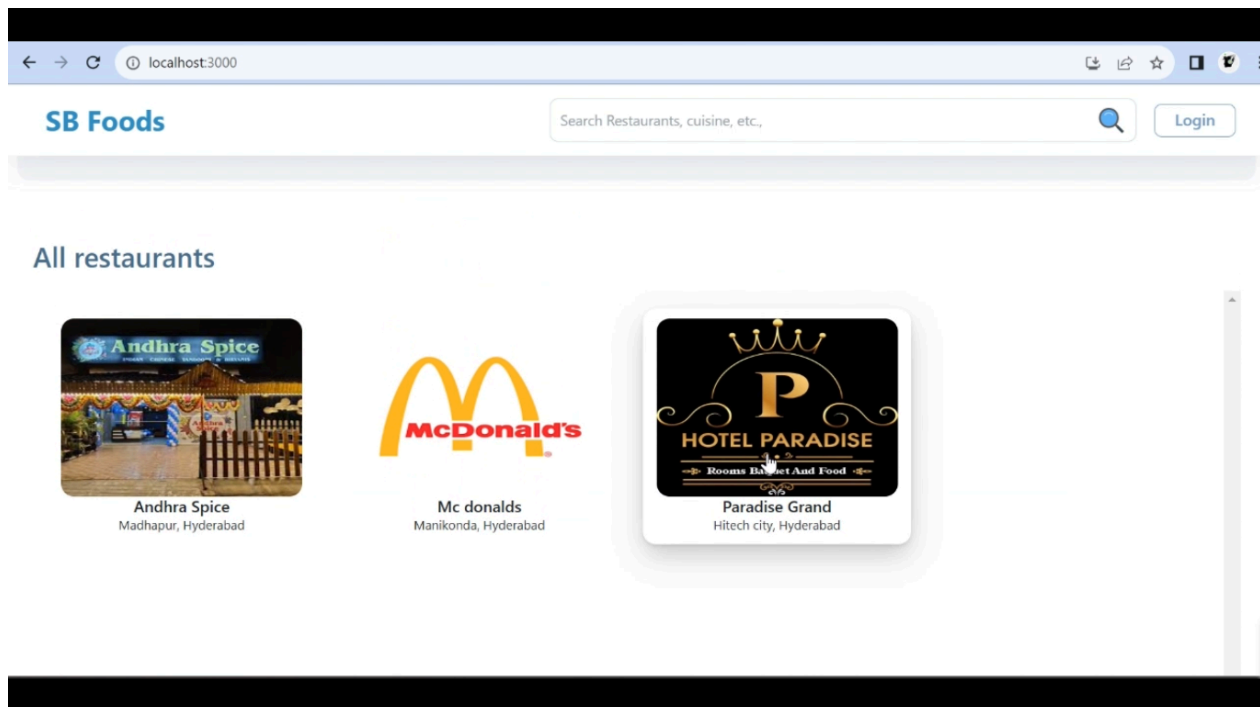 localhost:3000
SB Foods
Search Restaurants, cuisine, etc.,
Login
All restaurants
Andhra Spice
McDonald's
P
HOTEL PARADISE
Rooms And Food
Andhra Spice
Madhapur, Hyderabad
Mc donalds
Manikonda, Hyderabad
Paradise Grand
Hitech city, Hyderabad